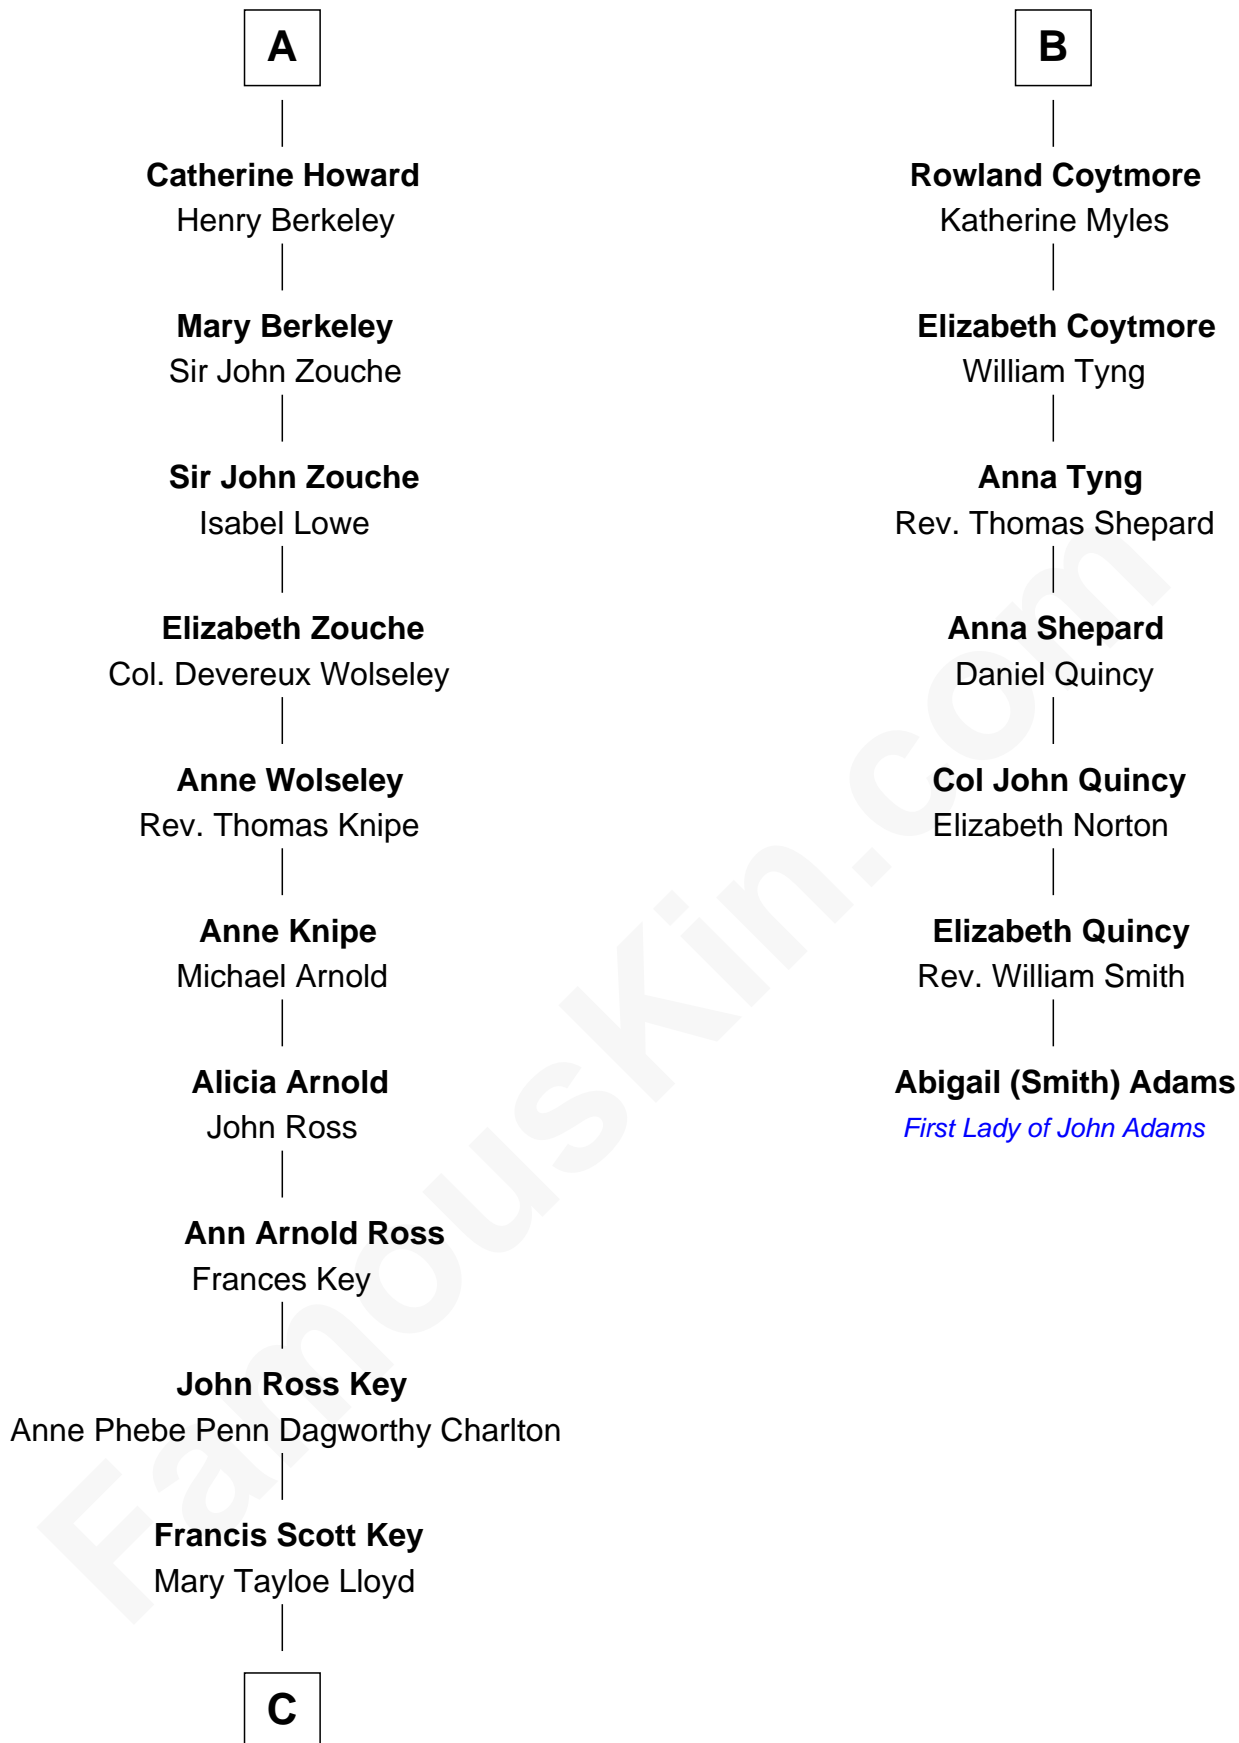 A
Catherine Howard
Henry Berkeley
Mary Berkeley
Sir John Zouche
Sir John Zouche
Isabel Lowe
Elizabeth Zouche
Col. Devereux Wolseley
Anne Wolseley
Rev. Thomas Knipe
Anne Knipe
Michael Arnold
Alicia Arnold
John Ross
Ann Arnold Ross
Frances Key
John Ross Key
Anne Phebe Penn Dagworthy Charlton
Francis Scott Key
Mary Tayloe Lloyd
C
B
Rowland Coytmore
Katherine Myles
Elizabeth Coytmore
William Tyng
Anna Tyng
Rev. Thomas Shepard
Anna Shepard
Daniel Quincy
Col John Quincy
Elizabeth Norton
Elizabeth Quincy
Rev. William Smith
Abigail (Smith) Adams
First Lady of John Adams
FamousKin.com